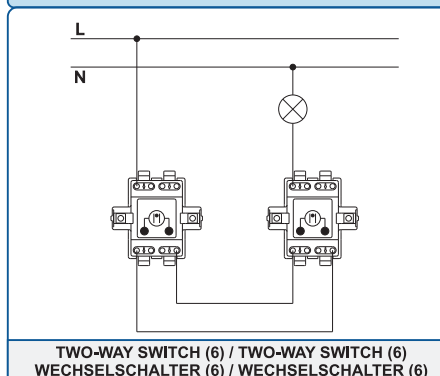 L
N
TWO-WAY SWITCH (6) / TWO-WAY SWITCH (6)
WECHSELSCHALTER (6) / WECHSELSCHALTER (6)